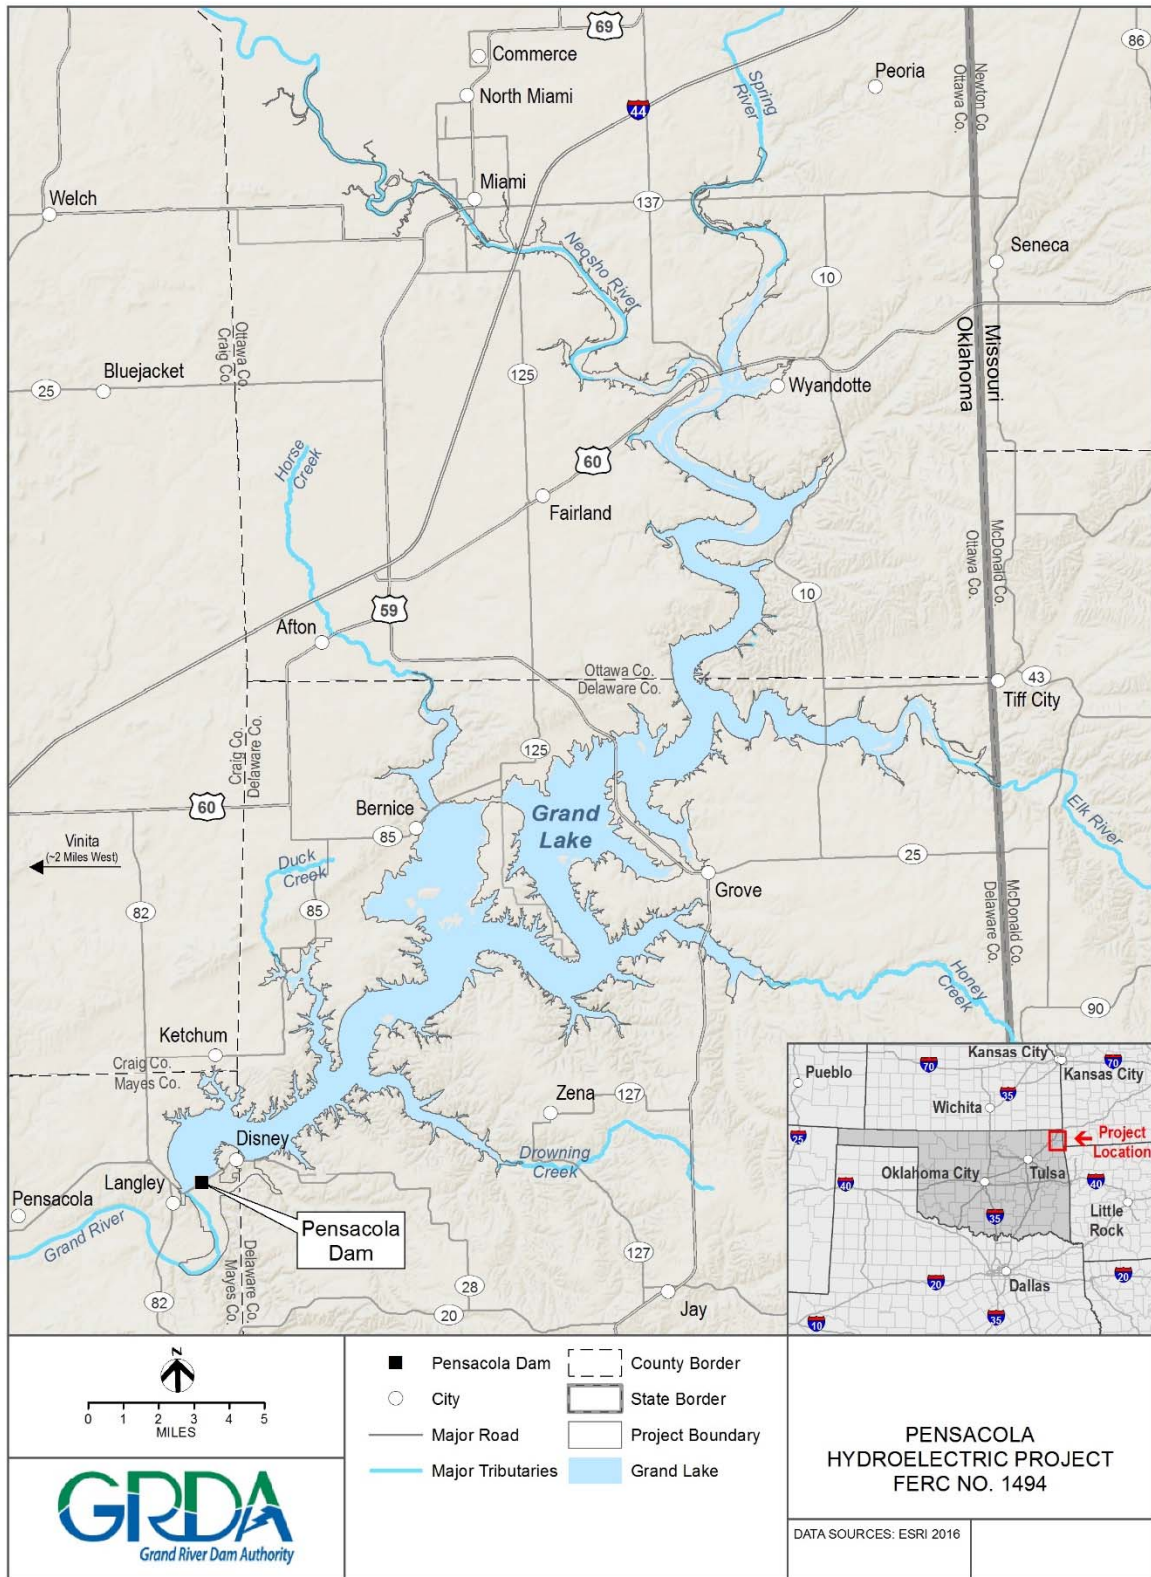 69
Commerce
86
Peoria
Newton Co.
Ottawa Co.
North Miami
Spring
River
44
Miami
Welch
137
Neosho River
Seneca
10
Ottawa Co.
Craig Co.
Missouri
Oklahoma
Bluejacket
25
125
Wyandotte
Horse
Creek
60
Fairland
McDonald Co.
Ottawa Co.
10
59
Afton
Ottawa Co.
Delaware Co.
43
Tiff City
Craig Co.
Delaware Co.
125
60
Bernice
85
Grand
Lake
Elk River
Vinita
(~2 Miles West)
Duck
Creek
25
Grove
82
85
McDonald Co.
Delaware Co.
Honey
Creek
90
Ketchum
Craig Co.
Mayes Co.
Zena
127
Disney
Drowning
Creek
Langley
Pensacola
Grand River
Pensacola
Dam
Delaware Co.
Mayes Co.
127
82
28
20
Jay
Kansas City
Pueblo
70
70
Kansas City
Wichita
35
25
Project
Location
Tulsa
Oklahoma City
40
40
35
Little
Rock
Dallas
20
20
10
35
N
0 1 2 3 4 5
MILES
GRDA
Grand River Dam Authority
Pensacola Dam
City
Major Road
Major Tributaries
County Border
State Border
Project Boundary
Grand Lake
PENSACOLA
HYDROELECTRIC PROJECT
FERC NO. 1494
DATA SOURCES: ESRI 2016